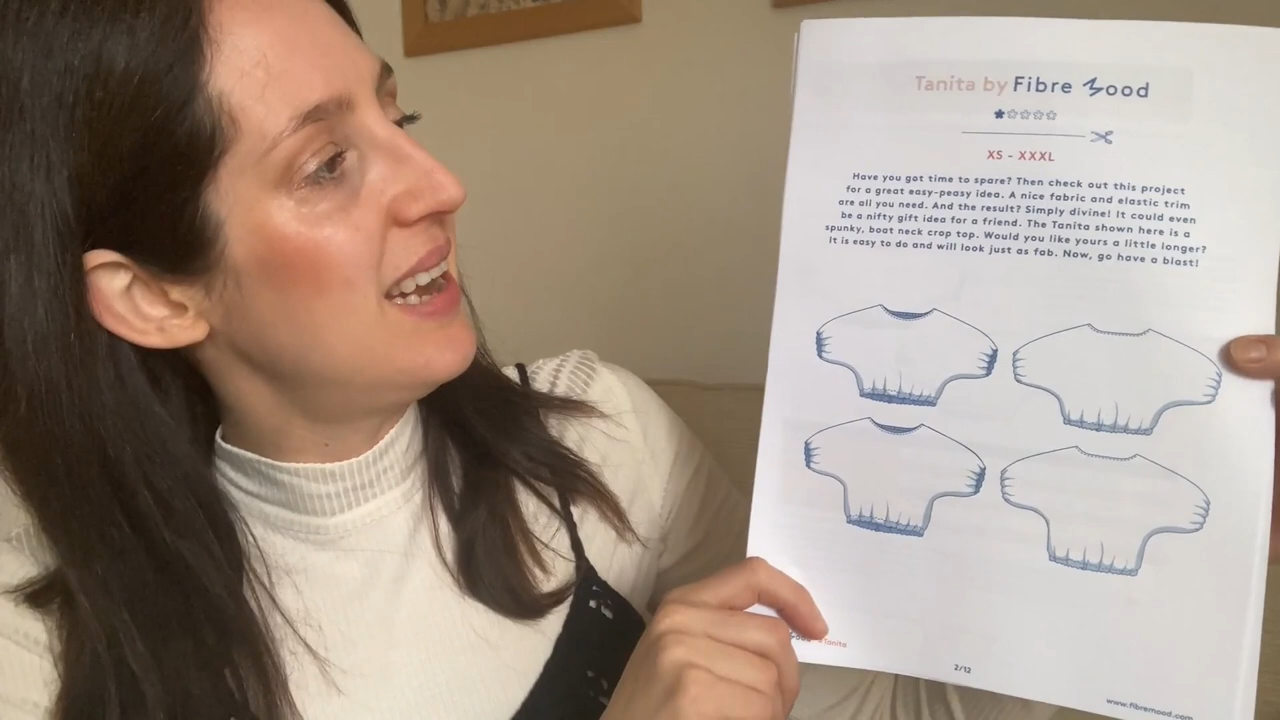 Tanita by Fibre Mood
XS - XXXL
Have you got time to spare? Then check out this project
for a great easy-peasy idea. A nice fabric and elastic trim
are all you need. And the result? Simply divine! It could even
be a nifty gift idea for a friend. The Tanita shown here is a
spunky, boat neck crop top. Would you like yours a little longer?
It is easy to do and will look just as fab. Now, go have a blast!
Tanita
2/12
www.fibremood.com